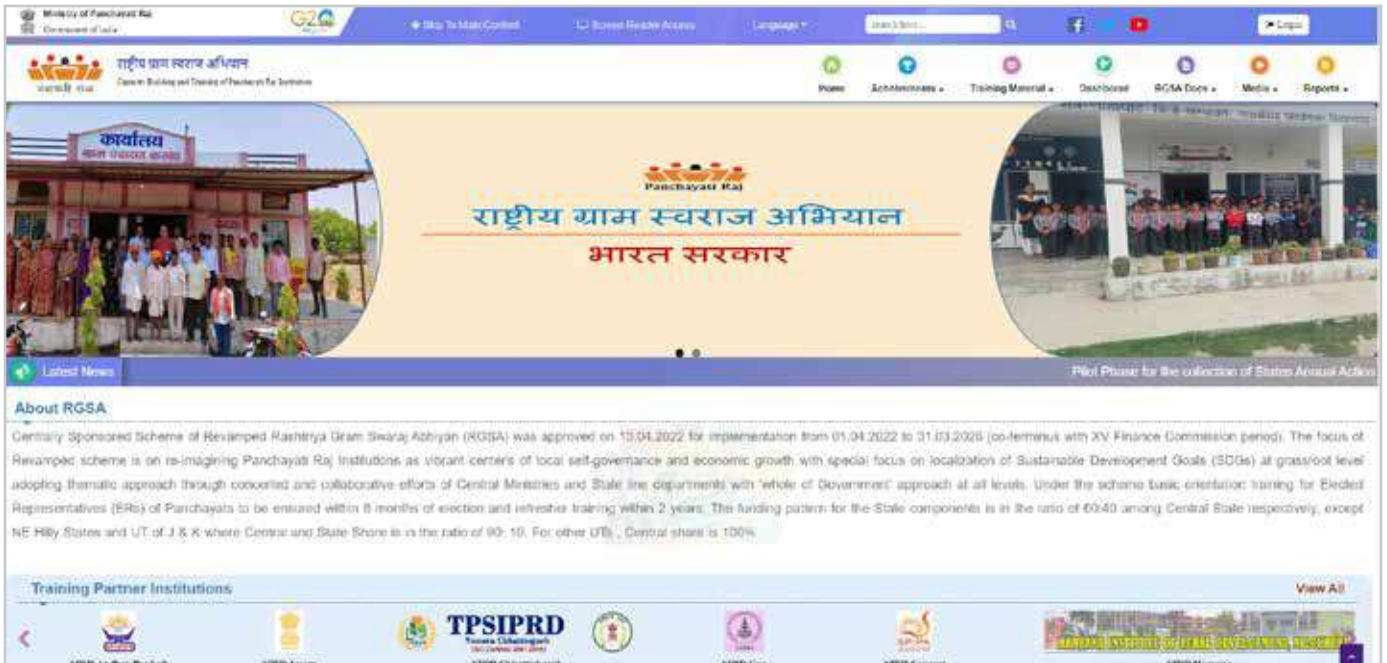 Ministry of Panchayati Raj
Government of India
G20
Skip To Main Content
Screen Reader Access
Language
Login
राष्ट्रीय ग्राम स्वराज अभियान
Capacity Building and Training of Panchayati Raj Institutions
Home
Achievements
Training Material
Dashboard
RGSA Docs
Media
Reports
कार्यालय
Panchayati Raj
राष्ट्रीय ग्राम स्वराज अभियान
भारत सरकार
Latest News
Pilot Phase for the collection of States Annual Action
About RGSA
Centrally Sponsored Scheme of Revamped Rashtriya Gram Swaraj Abhiyan (RGSA) was approved on 13.04.2022 for implementation from 01.04.2022 to 31.03.2026 (co-terminus with XV Finance Commission period). The focus of
Revamped scheme is on re-imagining Panchayati Raj Institutions as vibrant centers of local self-governance and economic growth with special focus on localization of Sustainable Development Goals (SDGs) at grassroot level
adopting thematic approach through concerted and collaborative efforts of Central Ministries and State line departments with 'whole of Government' approach at all levels. Under the scheme basic orientation training for Elected
Representatives (ERs) of Panchayats to be ensured within 6 months of election and refresher training within 2 years. The funding pattern for the State components is in the ratio of 60:40 among Central State respectively, except
NE Hilly States and UT of J & K where Central and State Share is in the ratio of 90: 10. For other UTs , Central share is 100%
Training Partner Institutions
View All
TPSIPRD